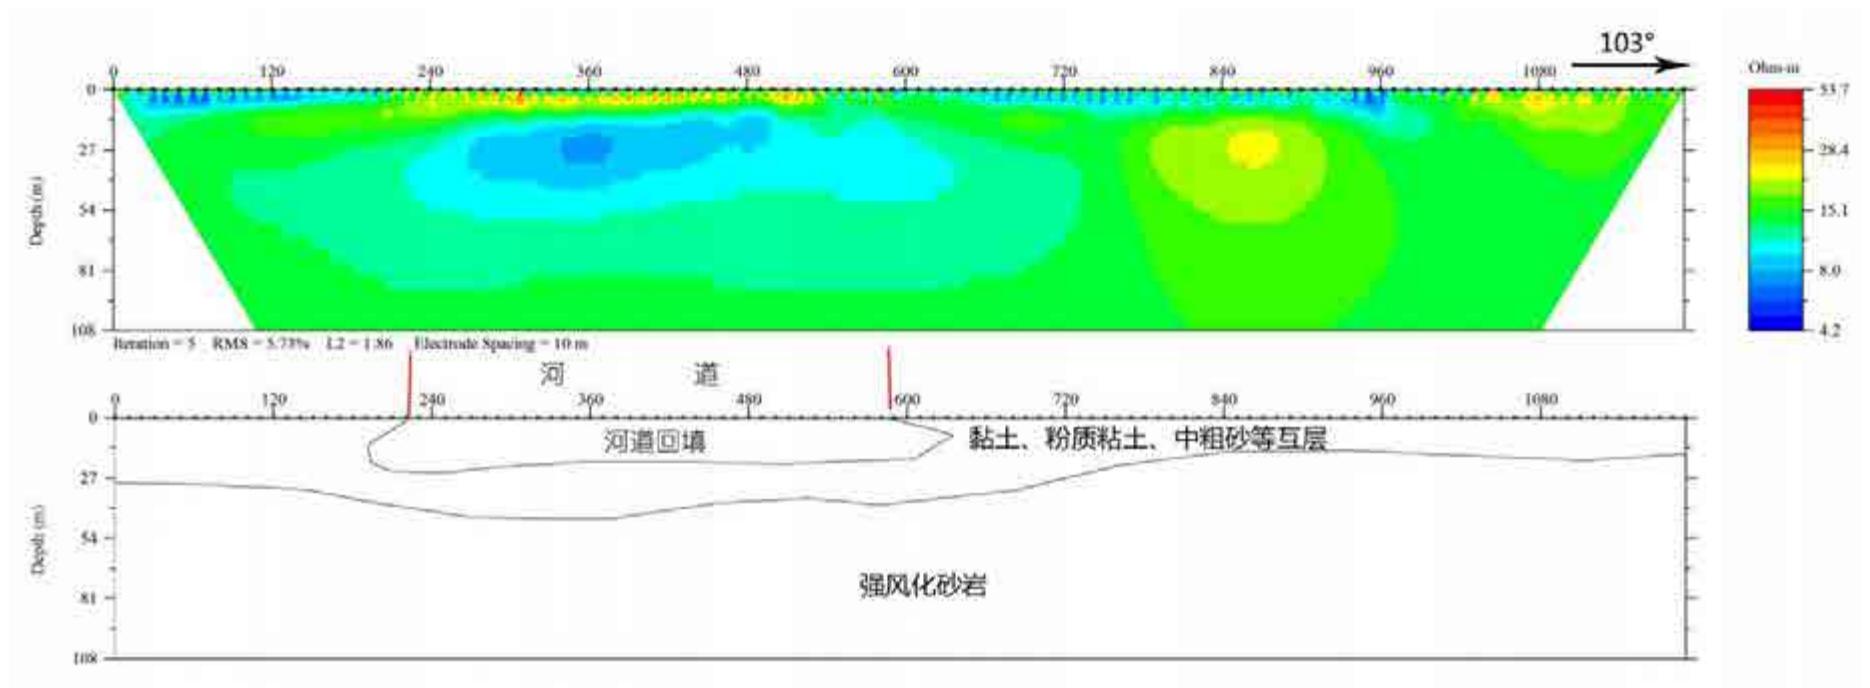 103°
0 120 240 360 480 600 720 840 960 1080
Ohm-m
0
27
54
81
108
Depth (m)
53.7
28.4
15.1
8.0
4.2
Iteration = 5 RMS = 5.73% L2 = 1.86 Electrode Spacing = 10 m
河 道
0 120 240 360 480 600 720 840 960 1080
0
27
54
81
108
Depth (m)
河道回填
黏土、粉质粘土、中粗砂等互层
强风化砂岩